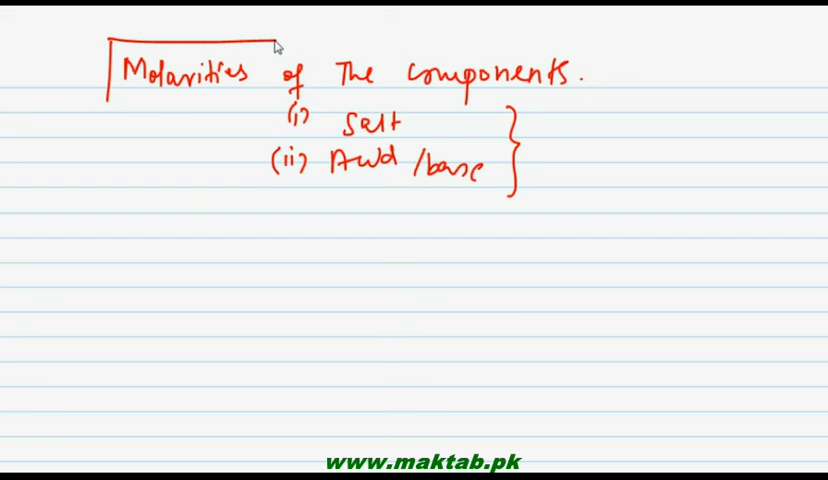 Molarities of The components.
(i) Salt
(ii) Acid /base
www.maktab.pk